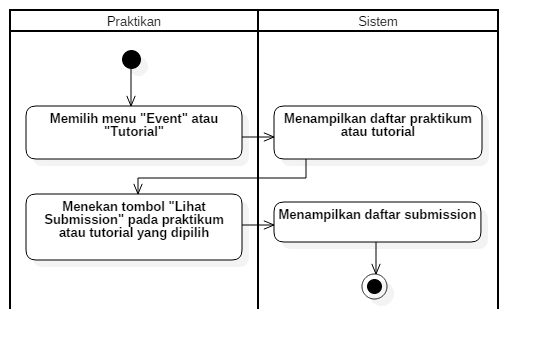 Praktikan
Sistem
Memilih menu "Event" atau
"Tutorial"
Menampilkan daftar praktikum
atau tutorial
Menekan tombol "Lihat
Submission" pada praktikum
atau tutorial yang dipilih
Menampilkan daftar submission